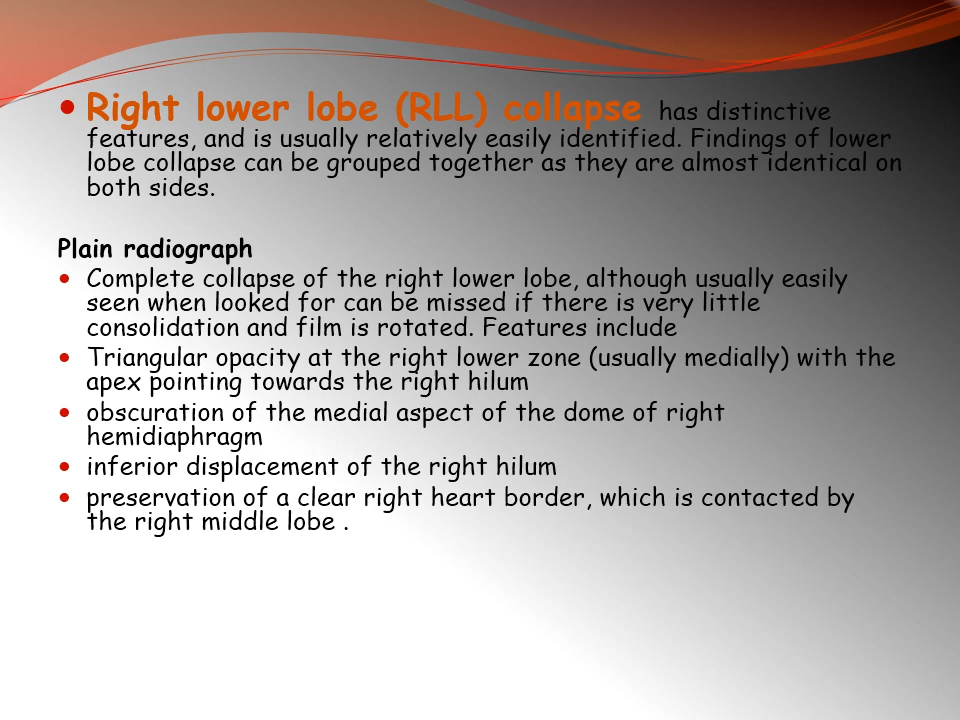 Right lower lobe (RLL) collapse has distinctive
features, and is usually relatively easily identified. Findings of lower
lobe collapse can be grouped together as they are almost identical on
both sides.
Plain radiograph
Complete collapse of the right lower lobe, although usually easily
seen when looked for can be missed if there is very little
consolidation and film is rotated. Features include
Triangular opacity at the right lower zone (usually medially) with the
apex pointing towards the right hilum
obscuration of the medial aspect of the dome of right
hemidiaphragm
inferior displacement of the right hilum
preservation of a clear right heart border, which is contacted by
the right middle lobe .